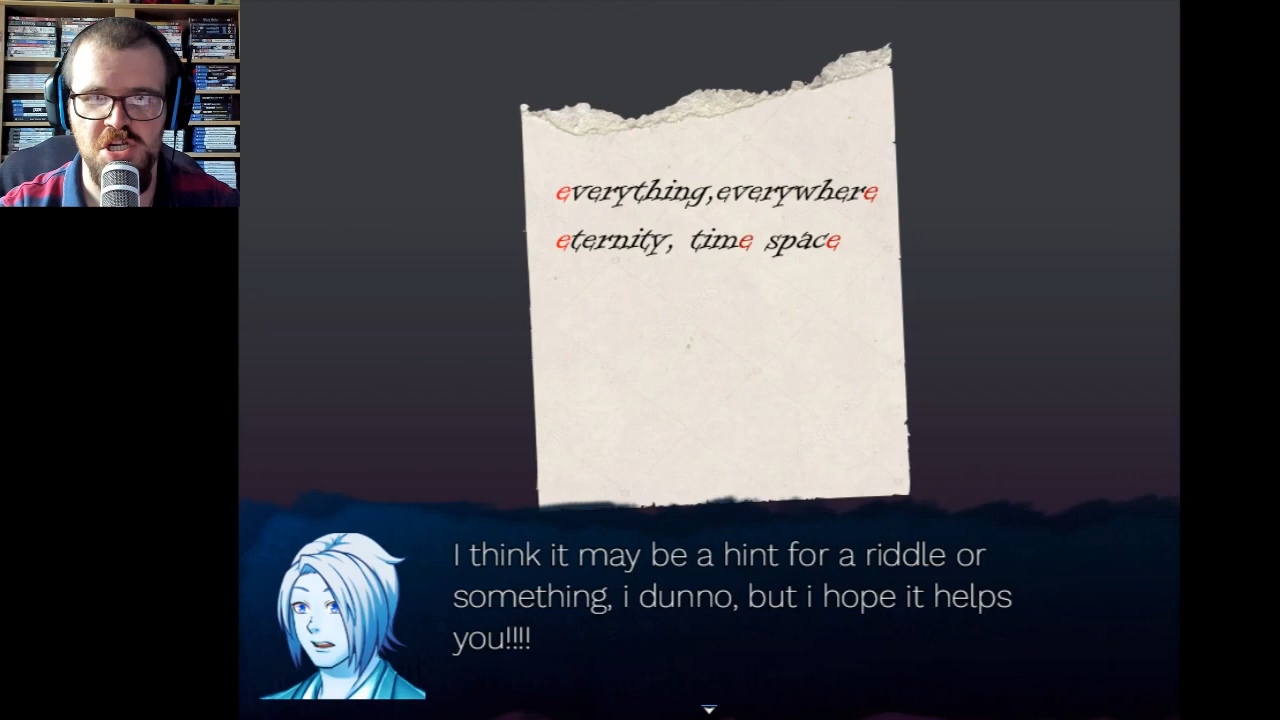 everything,everywhere
eternity, time space
I think it may be a hint for a riddle or
something, i dunno, but i hope it helps
you!!!!